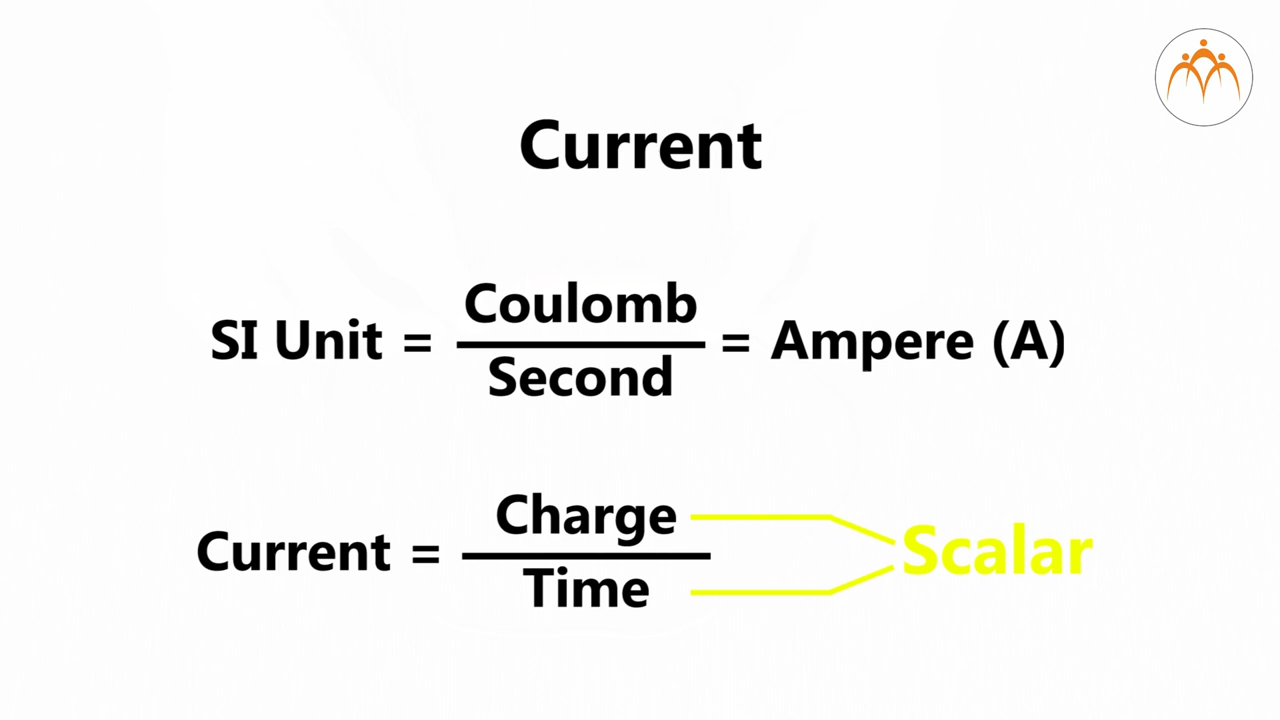 Current
SI Unit = Coulomb / Second = Ampere (A)
Current = Charge / Time
Scalar